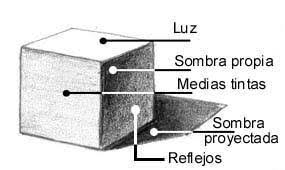 Luz
Sombra propia
Medias tintas
Sombra
proyectada
Reflejos